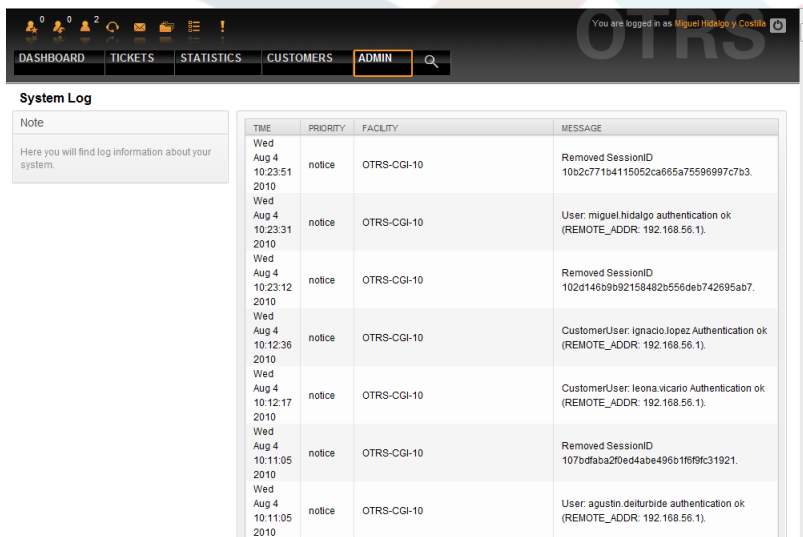 0 0 2
OTRS
You are logged in as Miguel Hidalgo y Costilla
DASHBOARD TICKETS STATISTICS CUSTOMERS ADMIN
System Log
Note
Here you will find log information about your
system.
TIME PRIORITY FACILITY MESSAGE
Wed
Aug 4
10:23:51
2010
notice
OTRS-CGI-10
Removed SessionID
10b2c771b4115052ca665a75596997c7b3.
Wed
Aug 4
10:23:31
2010
notice
OTRS-CGI-10
User: miguel.hidalgo authentication ok
(REMOTE_ADDR: 192.168.56.1).
Wed
Aug 4
10:23:12
2010
notice
OTRS-CGI-10
Removed SessionID
102d146b9b92158482b556deb742695ab7.
Wed
Aug 4
10:12:36
2010
notice
OTRS-CGI-10
CustomerUser: ignacio.lopez Authentication ok
(REMOTE_ADDR: 192.168.56.1).
Wed
Aug 4
10:12:17
2010
notice
OTRS-CGI-10
CustomerUser: leona.vicario Authentication ok
(REMOTE_ADDR: 192.168.56.1).
Wed
Aug 4
10:11:05
2010
notice
OTRS-CGI-10
Removed SessionID
107bdfaba2f0ed4abe496b1f6f9fc31921.
Wed
Aug 4
10:11:05
2010
notice
OTRS-CGI-10
User: agustin.deiturbide authentication ok
(REMOTE_ADDR: 192.168.56.1).